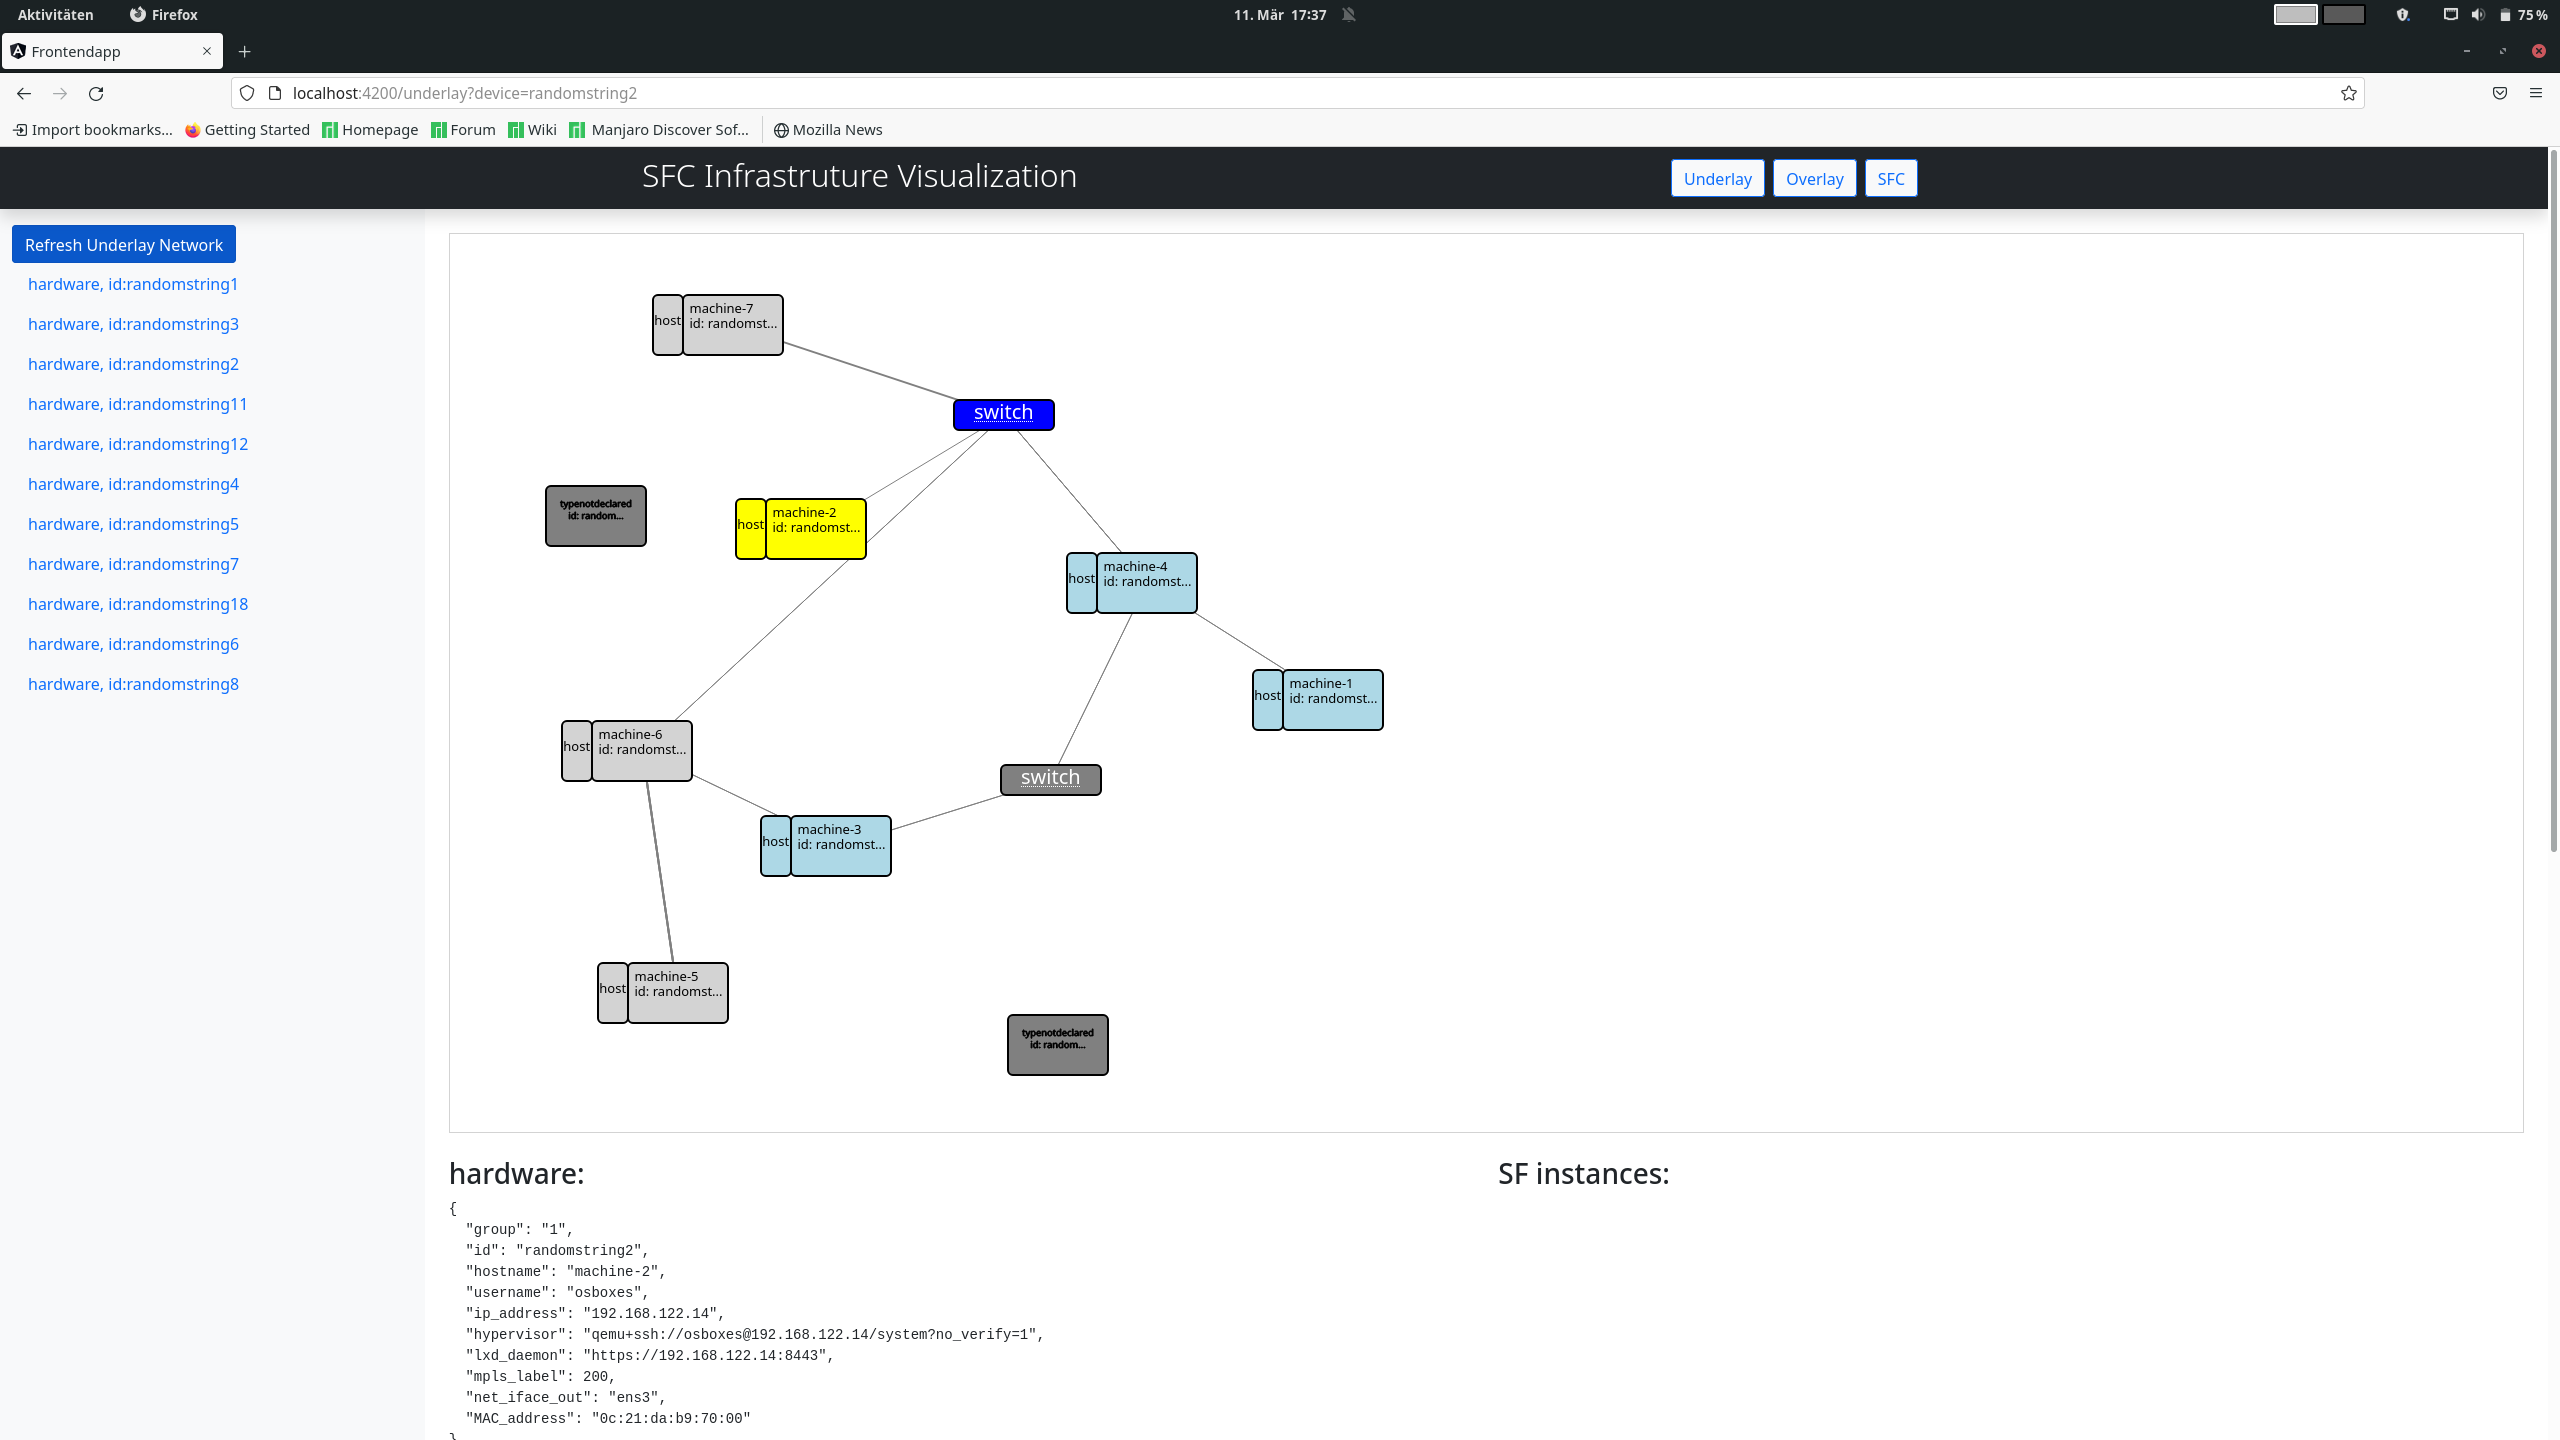 Aktivitäten Firefox 11. Mär 17:37 75 %
Frontendapp
localhost:4200/underlay?device=randomstring2
Import bookmarks... Getting Started Homepage Forum Wiki Manjaro Discover Sof... Mozilla News
SFC Infrastruture Visualization Underlay Overlay SFC
Refresh Underlay Network
hardware, id:randomstring1
hardware, id:randomstring3
hardware, id:randomstring2
hardware, id:randomstring11
hardware, id:randomstring12
hardware, id:randomstring4
hardware, id:randomstring5
hardware, id:randomstring7
hardware, id:randomstring18
hardware, id:randomstring6
hardware, id:randomstring8
host
machine-7
id: randomst...
switch
typenotdeclared
id: random...
host
machine-2
id: randomst...
host
machine-4
id: randomst...
host
machine-1
id: randomst...
host
machine-6
id: randomst...
switch
host
machine-3
id: randomst...
host
machine-5
id: randomst...
typenotdeclared
id: random...
hardware:
{
"group": "1",
"id": "randomstring2",
"hostname": "machine-2",
"username": "osboxes",
"ip_address": "192.168.122.14",
"hypervisor": "qemu+ssh://osboxes@192.168.122.14/system?no_verify=1",
"lxd_daemon": "https://192.168.122.14:8443",
"mpls_label": 200,
"net_iface_out": "ens3",
"MAC_address": "0c:21:da:b9:70:00"
}
SF instances: